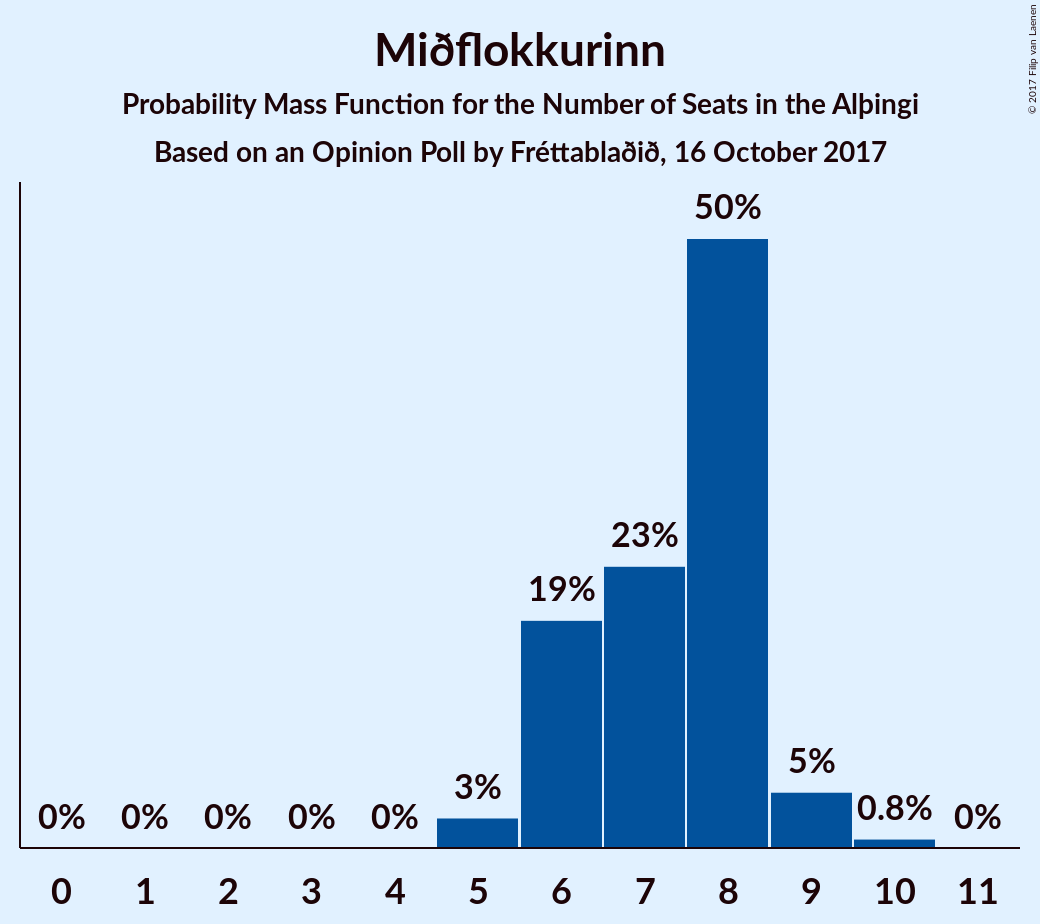 Miðflokkurinn
Probability Mass Function for the Number of Seats in the Alþingi
Based on an Opinion Poll by Fréttablaðið, 16 October 2017
© 2017 Filip van Laenen
50%
23%
19%
5%
3%
0.8%
0% 0% 0% 0% 0% 0%
0 1 2 3 4 5 6 7 8 9 10 11